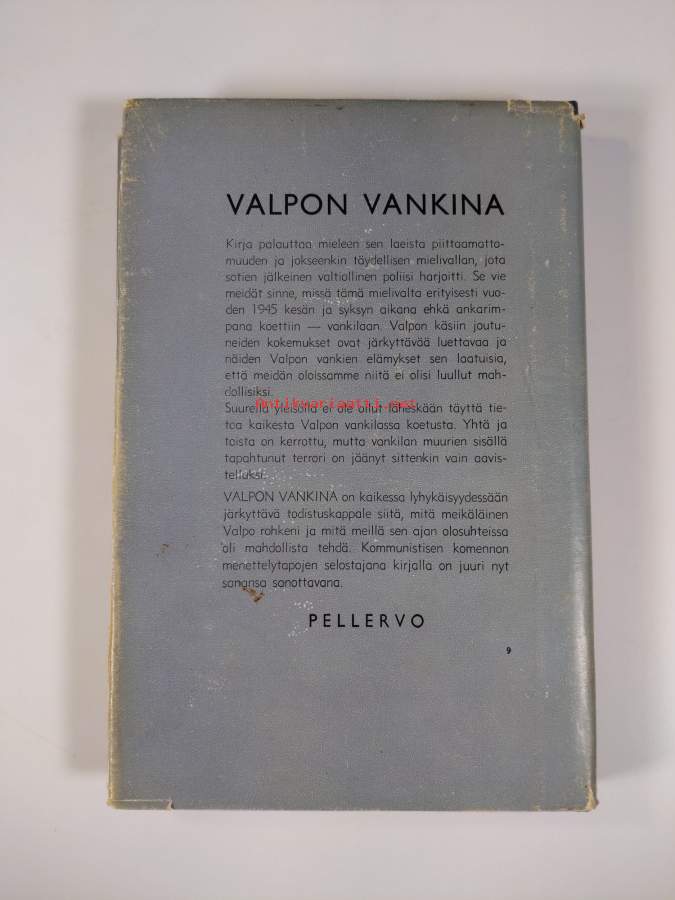 VALPON VANKINA
Kirja palauttaa mieleen sen laeista piittaamatto-
muuden ja jokseenkin täydellisen mielivallan, jota
sotien jälkeinen valtiollinen poliisi harjoitti. Se vie
meidät sinne, missä tämä mielivalta erityisesti vuo-
den 1945 kesän ja syksyn aikana ehkä ankarim-
pana koettiin — vankilaan. Valpon käsiin joutu-
neiden kokemukset ovat järkyttävää luettavaa ja
näiden Valpon vankien elämykset sen laatuisia,
että meidän oloissamme niitä ei olisi luullut mah-
dollisiksi.
Antikvariaatti.net
Suurella yleisöllä ei ole ollut läheskään täyttä tie-
toa kaikesta Valpon vankilassa koetusta. Yhtä ja
toista on kerrottu, mutta vankilan muurien sisällä
tapahtunut terrori on jäänyt sittenkin vain aavis-
telluksi.
VALPON VANKINA on kaikessa lyhykäisyydessään
järkyttävä todistuskappale siitä, mitä meikäläinen
Valpo rohkeni ja mitä meillä sen ajan olosuhteissa
oli mahdollista tehdä. Kommunistisen komennon
menettelytapojen selostajana kirjalla on juuri nyt
sanansa sanottavana.
PELLERVO
9